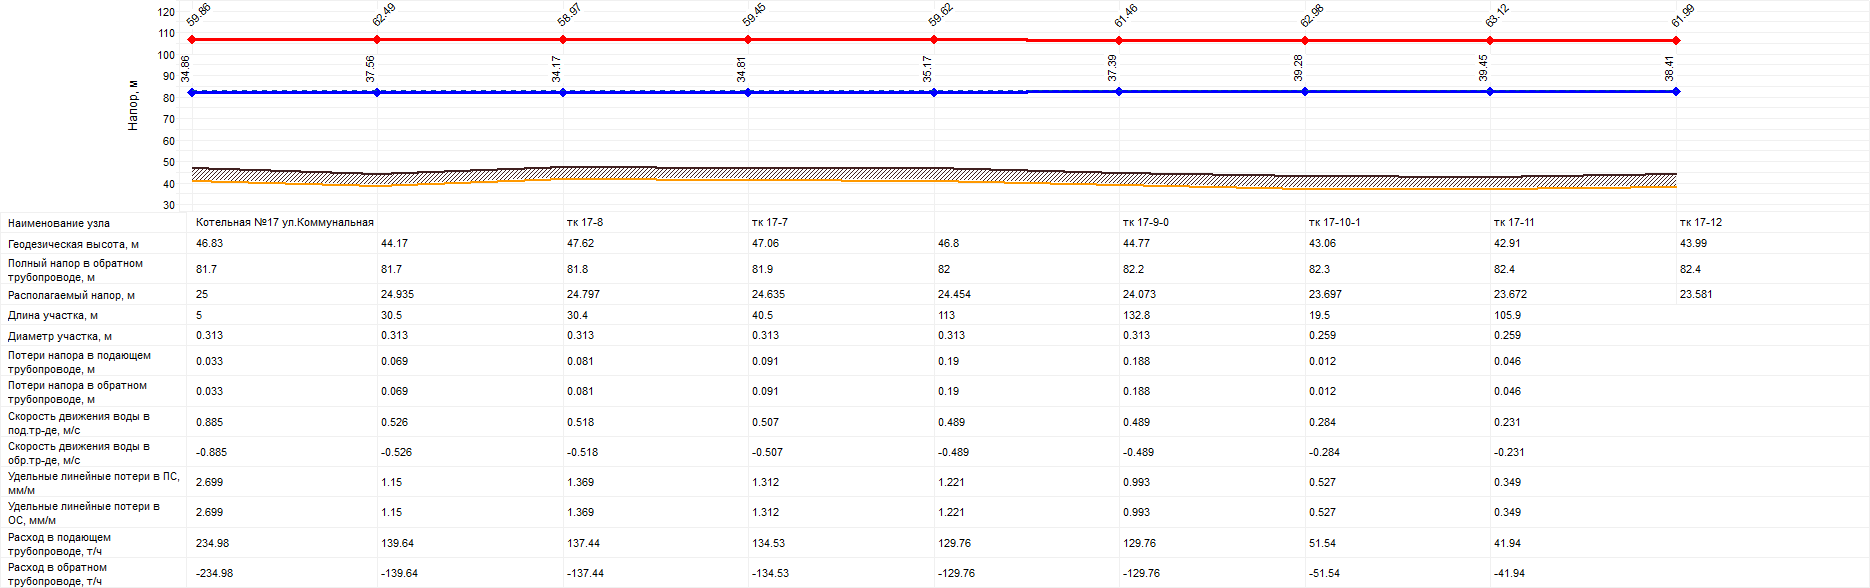 59.86 62.49 58.97 59.45 59.62 61.46 62.98 63.12 61.99
120
110
100
90
80
70
60
50
40
30
Напор, м
34.86 37.56 34.17 34.81 35.17 37.39 39.28 39.45 38.41
Наименование узла Котельная №17 ул.Коммунальная тк 17-8 тк 17-7 тк 17-9-0 тк 17-10-1 тк 17-11 тк 17-12
Геодезическая высота, м 46.83 44.17 47.62 47.06 46.8 44.77 43.06 42.91 43.99
Полный напор в обратном
трубопроводе, м 81.7 81.7 81.8 81.9 82 82.2 82.3 82.4 82.4
Располагаемый напор, м 25 24.935 24.797 24.635 24.454 24.073 23.697 23.672 23.581
Длина участка, м 5 30.5 30.4 40.5 113 132.8 19.5 105.9
Диаметр участка, м 0.313 0.313 0.313 0.313 0.313 0.313 0.259 0.259
Потери напора в подающем
трубопроводе, м 0.033 0.069 0.081 0.091 0.19 0.188 0.012 0.046
Потери напора в обратном
трубопроводе, м 0.033 0.069 0.081 0.091 0.19 0.188 0.012 0.046
Скорость движения воды в
под.тр-де, м/с 0.885 0.526 0.518 0.507 0.489 0.489 0.284 0.231
Скорость движения воды в
обр.тр-де, м/с -0.885 -0.526 -0.518 -0.507 -0.489 -0.489 -0.284 -0.231
Удельные линейные потери в ПС,
мм/м 2.699 1.15 1.369 1.312 1.221 0.993 0.527 0.349
Удельные линейные потери в
ОС, мм/м 2.699 1.15 1.369 1.312 1.221 0.993 0.527 0.349
Расход в подающем
трубопроводе, т/ч 234.98 139.64 137.44 134.53 129.76 129.76 51.54 41.94
Расход в обратном
трубопроводе, т/ч -234.98 -139.64 -137.44 -134.53 -129.76 -129.76 -51.54 -41.94